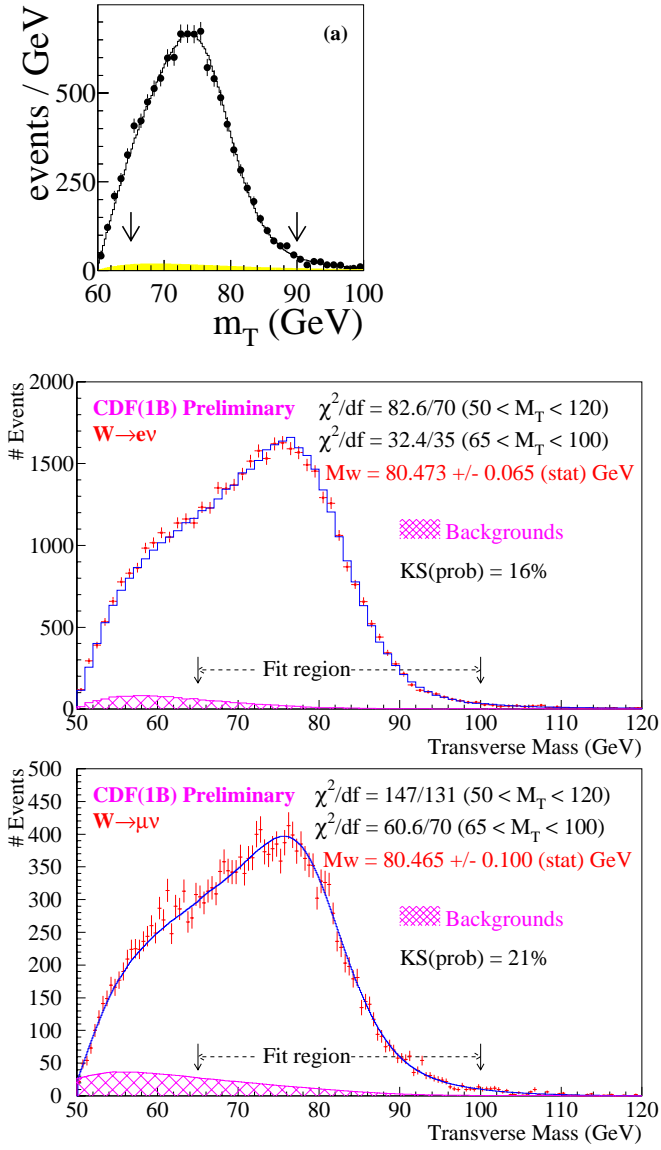 (a)
events / GeV
500
250
0
60
70
80
90
100
m_T (GeV)
# Events
2000
1500
1000
500
0
CDF(1B) Preliminary
W→eν
χ²/df = 82.6/70 (50 < M_T < 120)
χ²/df = 32.4/35 (65 < M_T < 100)
Mw = 80.473 +/- 0.065 (stat) GeV
Backgrounds
KS(prob) = 16%
Fit region
50
60
70
80
90
100
110
120
Transverse Mass (GeV)
# Events
500
450
400
350
300
250
200
150
100
50
0
CDF(1B) Preliminary
W→μν
χ²/df = 147/131 (50 < M_T < 120)
χ²/df = 60.6/70 (65 < M_T < 100)
Mw = 80.465 +/- 0.100 (stat) GeV
Backgrounds
KS(prob) = 21%
Fit region
50
60
70
80
90
100
110
120
Transverse Mass (GeV)